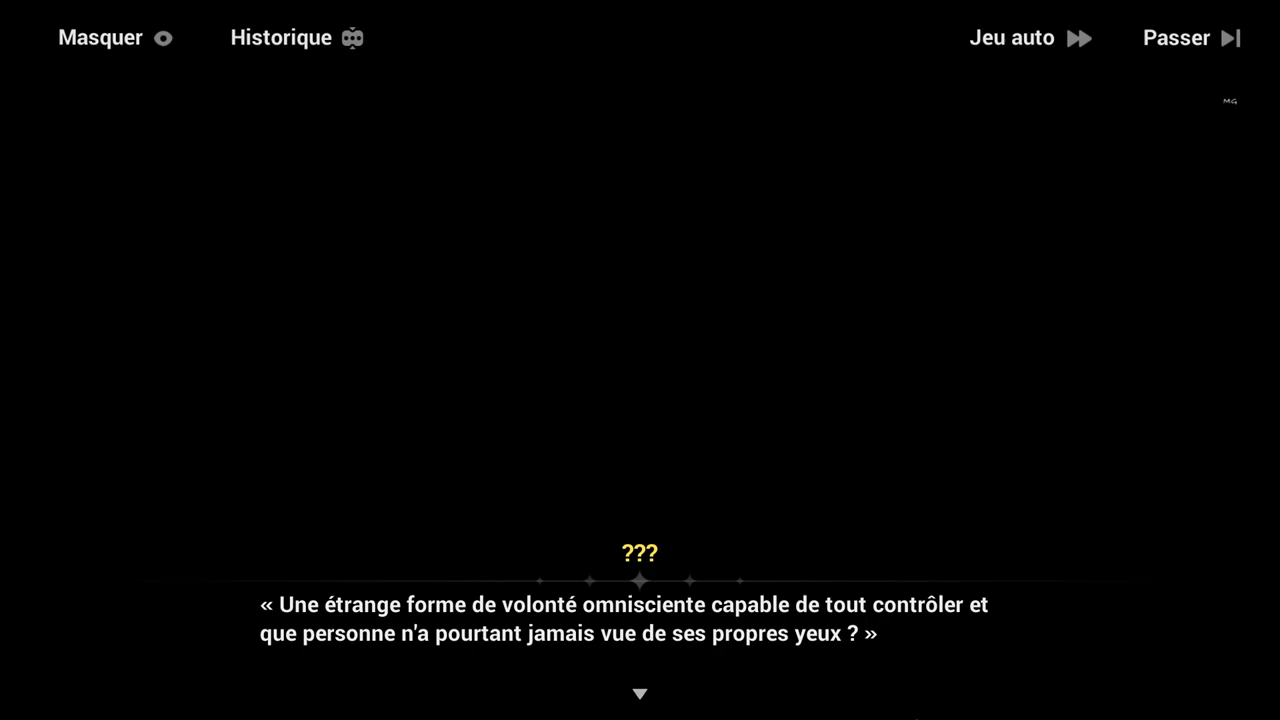 Masquer
Historique
Jeu auto
Passer
MG
???
« Une étrange forme de volonté omnisciente capable de tout contrôler et
que personne n'a pourtant jamais vue de ses propres yeux ? »